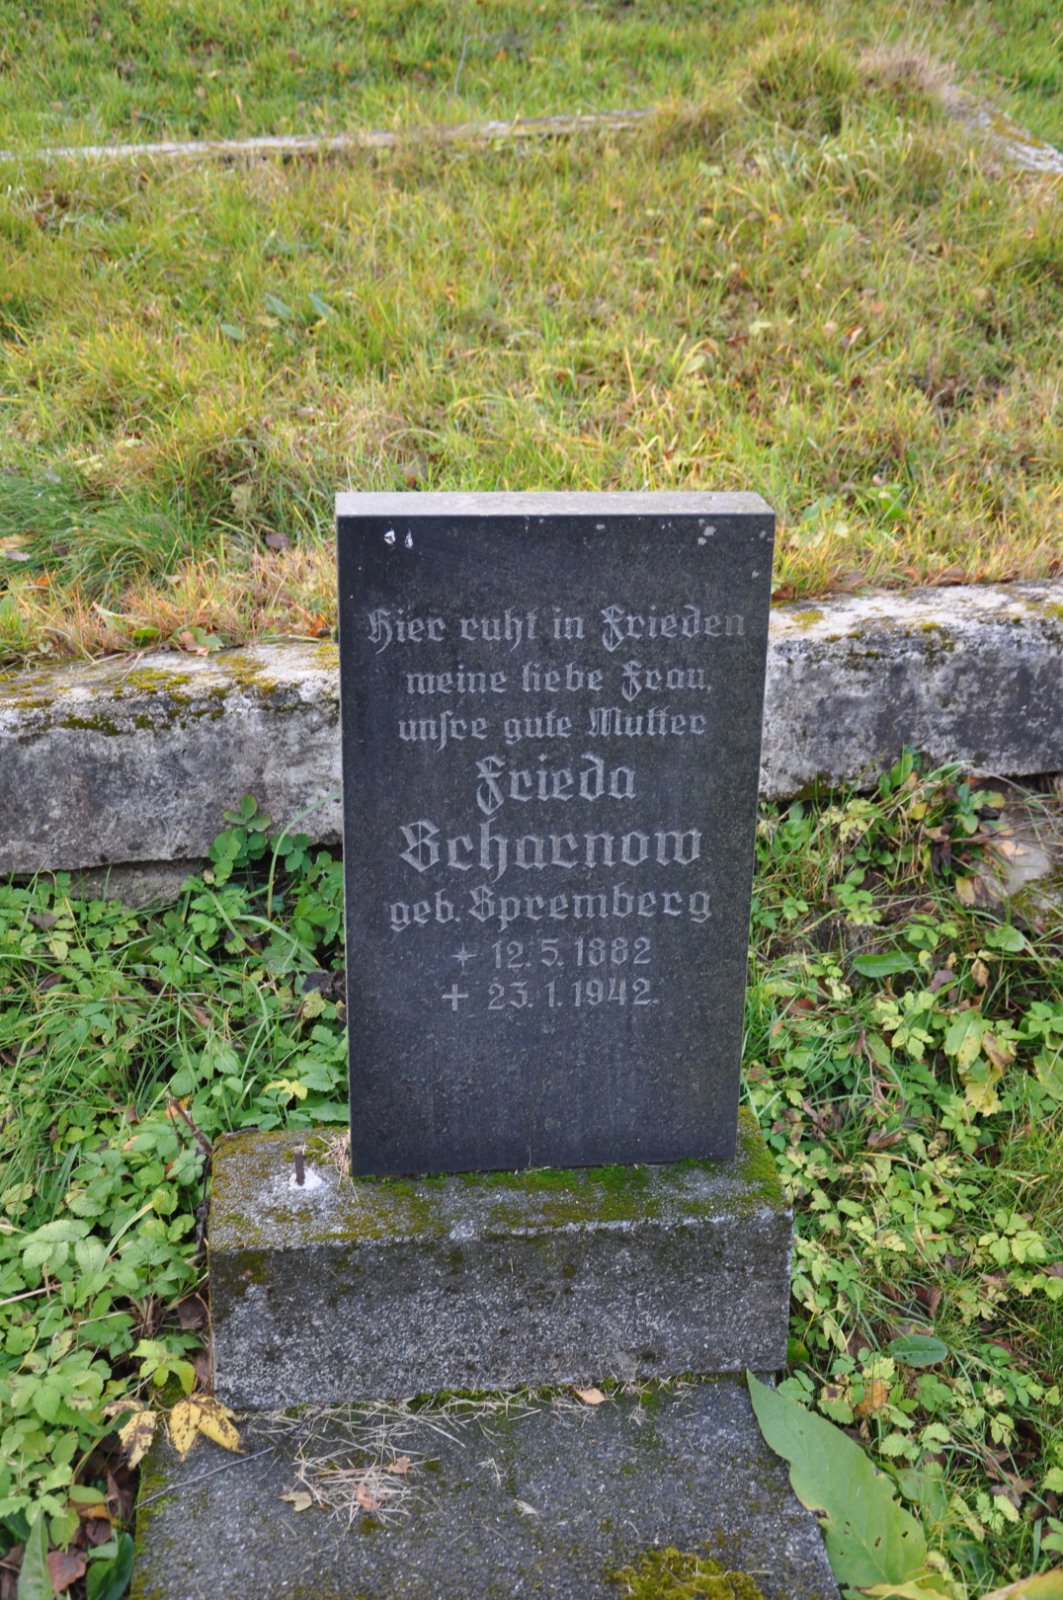 Hier ruht in Frieden
meine liebe Frau,
unsre gute Mutter
Frieda
Scharnow
geb. Spremberg
* 12.5.1882
+ 23.1.1942.